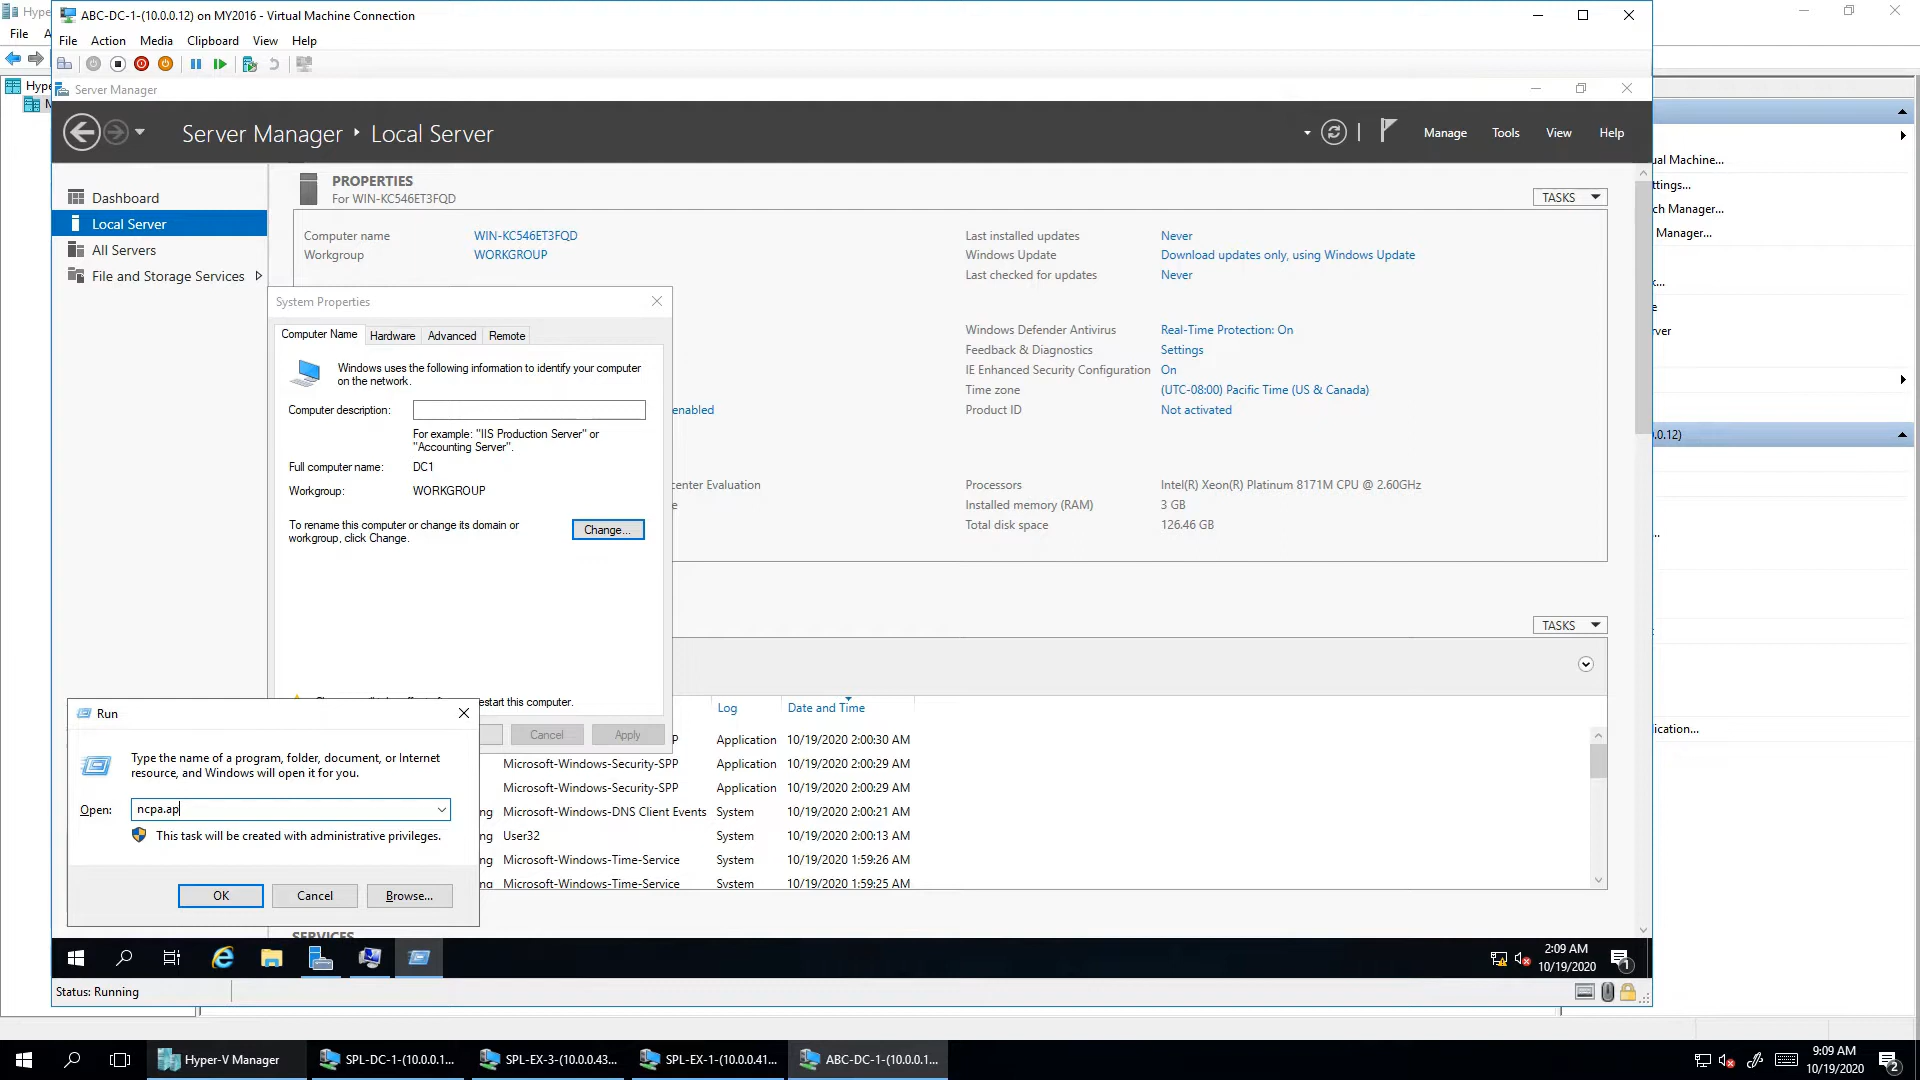 Hyper
ABC-DC-1-(10.0.0.12) on MY2016 - Virtual Machine Connection
File
File Action Media Clipboard View Help
Hype
Server Manager
Server Manager Local Server
Manage Tools View Help
Dashboard
Local Server
All Servers
File and Storage Services
PROPERTIES
For WIN-KC546ET3FQD
TASKS
Computer name WIN-KC546ET3FQD
Workgroup WORKGROUP
Last installed updates Never
Windows Update Download updates only, using Windows Update
Last checked for updates Never
Windows Defender Antivirus Real-Time Protection: On
Feedback & Diagnostics Settings
IE Enhanced Security Configuration On
Time zone (UTC-08:00) Pacific Time (US & Canada)
enabled
Product ID Not activated
center Evaluation
Processors Intel(R) Xeon(R) Platinum 8171M CPU @ 2.60GHz
Installed memory (RAM) 3 GB
Total disk space 126.46 GB
System Properties
Computer Name Hardware Advanced Remote
Windows uses the following information to identify your computer
on the network.
Computer description:
For example: "IIS Production Server" or
"Accounting Server".
Full computer name: DC1
Workgroup: WORKGROUP
To rename this computer or change its domain or
workgroup, click Change.
Change...
estart this computer.
Cancel Apply
TASKS
Log Date and Time
P Application 10/19/2020 2:00:30 AM
Microsoft-Windows-Security-SPP Application 10/19/2020 2:00:29 AM
Microsoft-Windows-Security-SPP Application 10/19/2020 2:00:29 AM
ng Microsoft-Windows-DNS Client Events System 10/19/2020 2:00:21 AM
User32 System 10/19/2020 2:00:13 AM
ng Microsoft-Windows-Time-Service System 10/19/2020 1:59:26 AM
ng Microsoft-Windows-Time-Service System 10/19/2020 1:59:25 AM
SERVICES
Run
Type the name of a program, folder, document, or Internet
resource, and Windows will open it for you.
Open: ncpa.ap
This task will be created with administrative privileges.
OK Cancel Browse...
2:09 AM
10/19/2020
1
Status: Running
ual Machine...
ttings...
ch Manager...
Manager...
rver
.0.12)
ication...
Hyper-V Manager
SPL-DC-1-(10.0.0.1...
SPL-EX-3-(10.0.0.43...
SPL-EX-1-(10.0.0.41...
ABC-DC-1-(10.0.0.1...
9:09 AM
10/19/2020
2